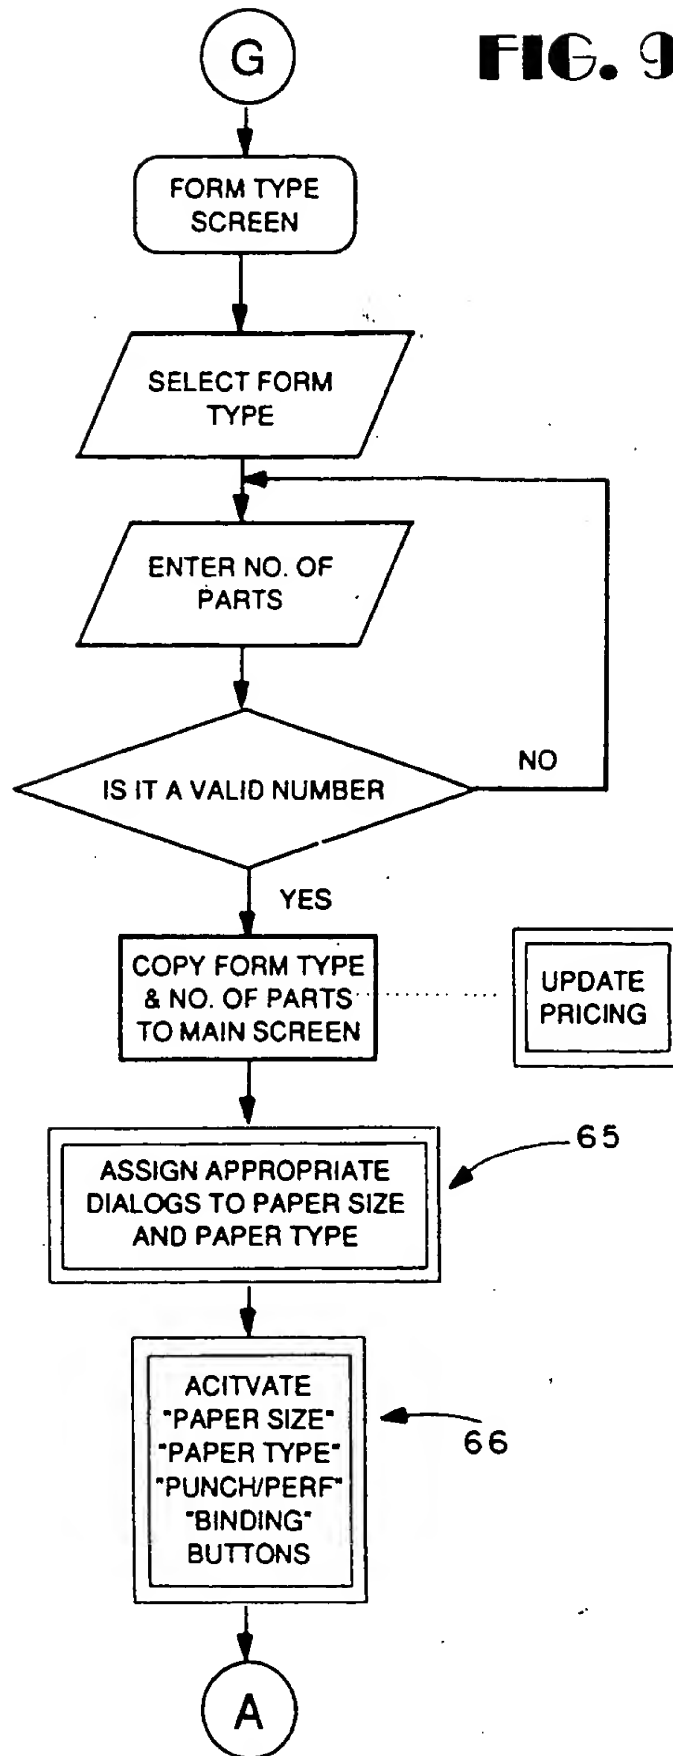 G
FIG. 9
FORM TYPE
SCREEN
SELECT FORM
TYPE
ENTER NO. OF
PARTS
IS IT A VALID NUMBER
NO
YES
COPY FORM TYPE
& NO. OF PARTS
TO MAIN SCREEN
UPDATE
PRICING
65
ASSIGN APPROPRIATE
DIALOGS TO PAPER SIZE
AND PAPER TYPE
ACITVATE
"PAPER SIZE"
"PAPER TYPE"
"PUNCH/PERF"
"BINDING"
BUTTONS
66
A